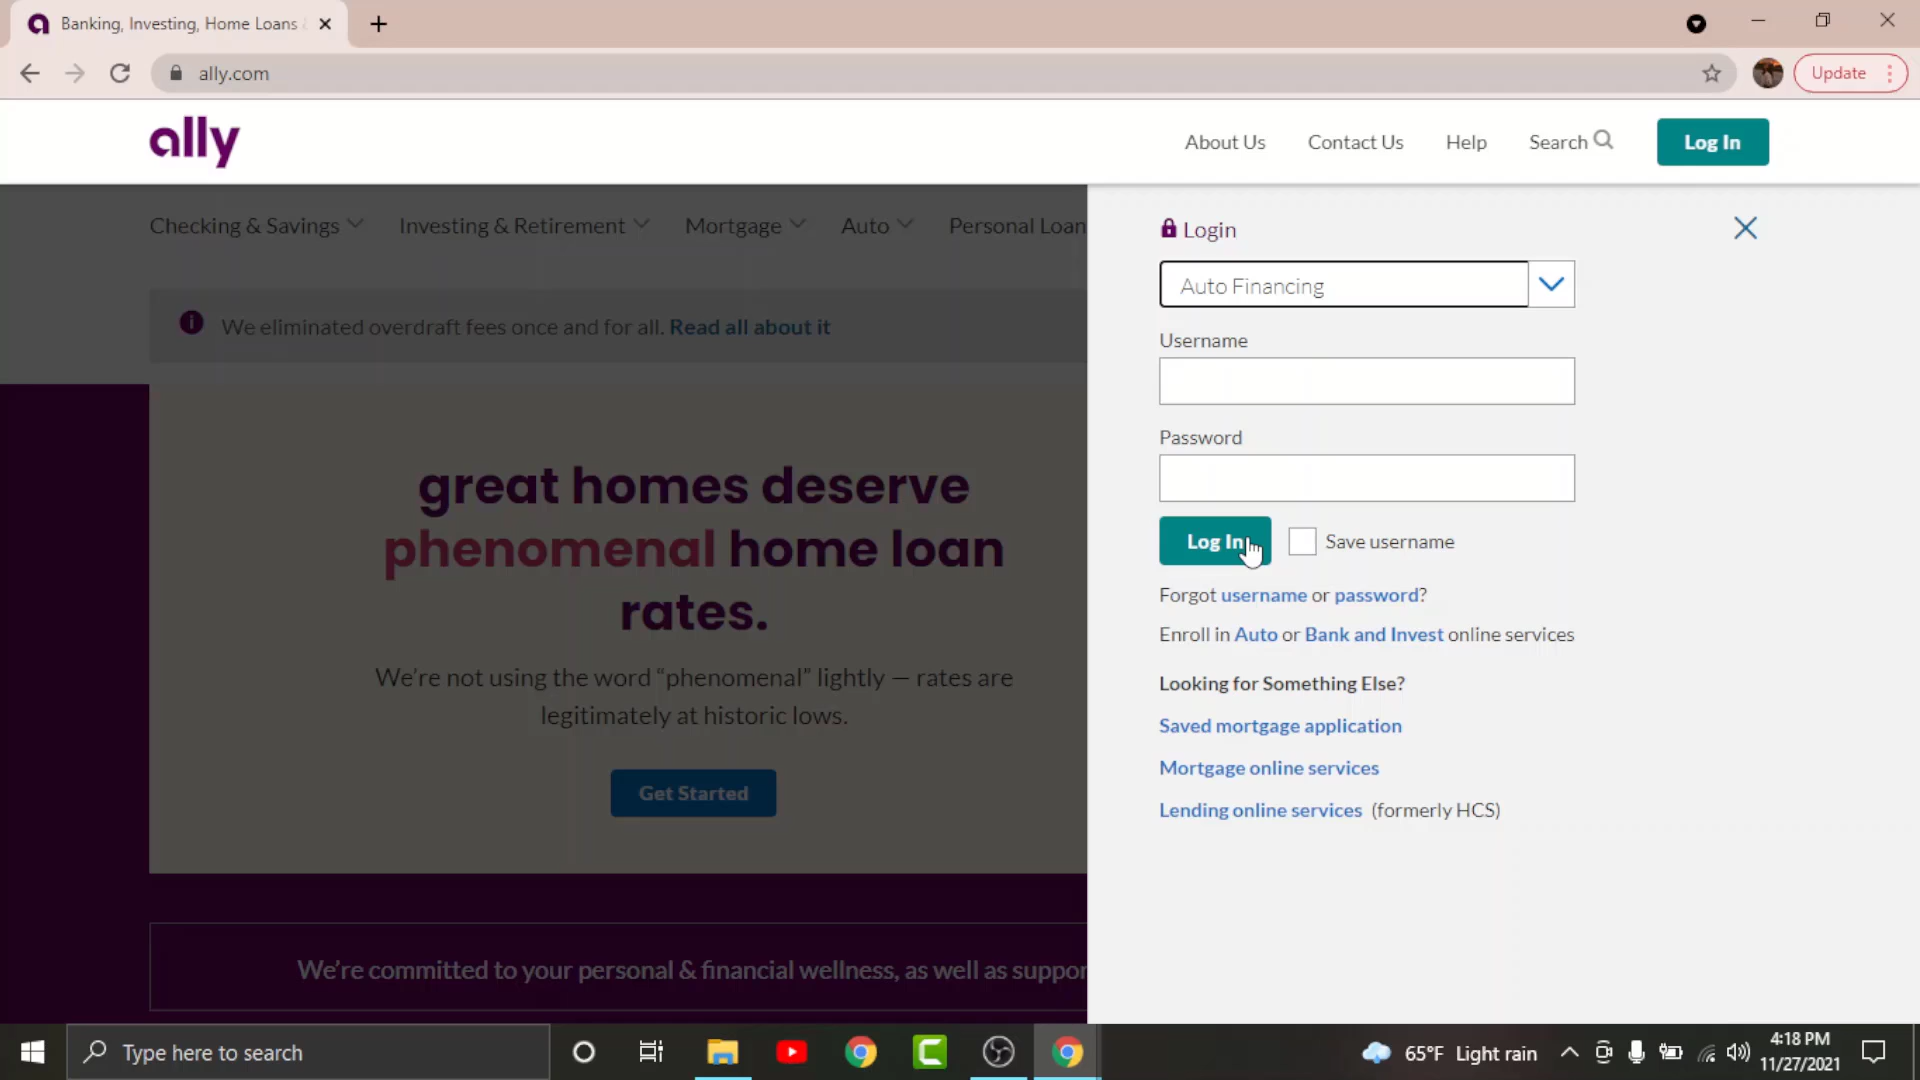 Banking, Investing, Home Loans
ally.com
Update
ally
About Us
Contact Us
Help
Search
Log In
Checking & Savings
Investing & Retirement
Mortgage
Auto
Personal Loan
We eliminated overdraft fees once and for all. Read all about it
great homes deserve
phenomenal home loan
rates.
We're not using the word “phenomenal” lightly — rates are
legitimately at historic lows.
Get Started
We're committed to your personal & financial wellness, as well as suppor
Login
Auto Financing
Username
Password
Log In
Save username
Forgot username or password?
Enroll in Auto or Bank and Invest online services
Looking for Something Else?
Saved mortgage application
Mortgage online services
Lending online services (formerly HCS)
Type here to search
65°F Light rain
4:18 PM
11/27/2021